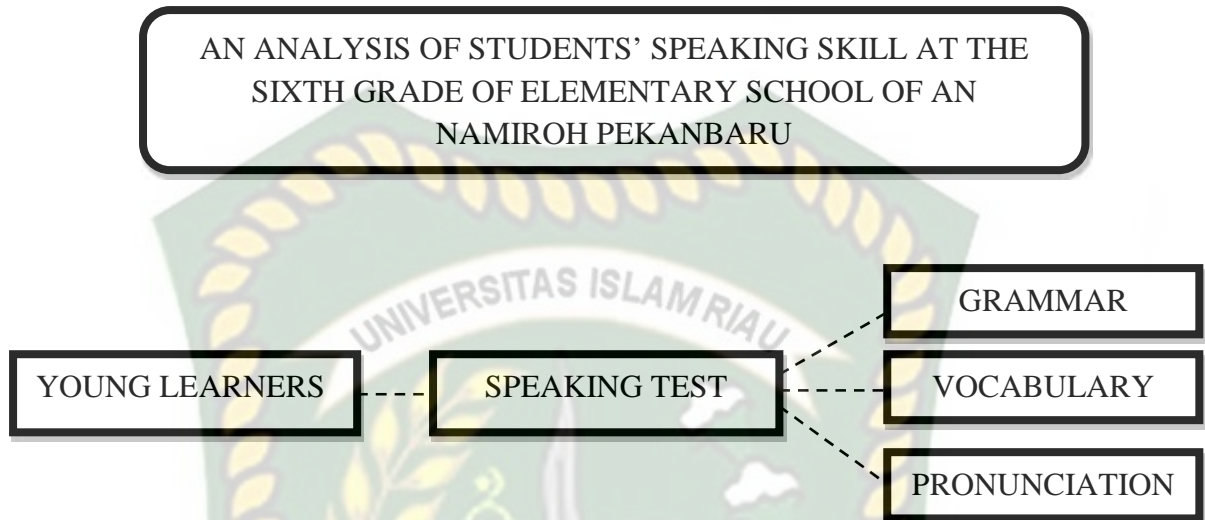 AN ANALYSIS OF STUDENTS’ SPEAKING SKILL AT THE
SIXTH GRADE OF ELEMENTARY SCHOOL OF AN
NAMIROH PEKANBARU
UNIVERSITAS ISLAM RIAU
GRAMMAR
YOUNG LEARNERS
SPEAKING TEST
VOCABULARY
PRONUNCIATION